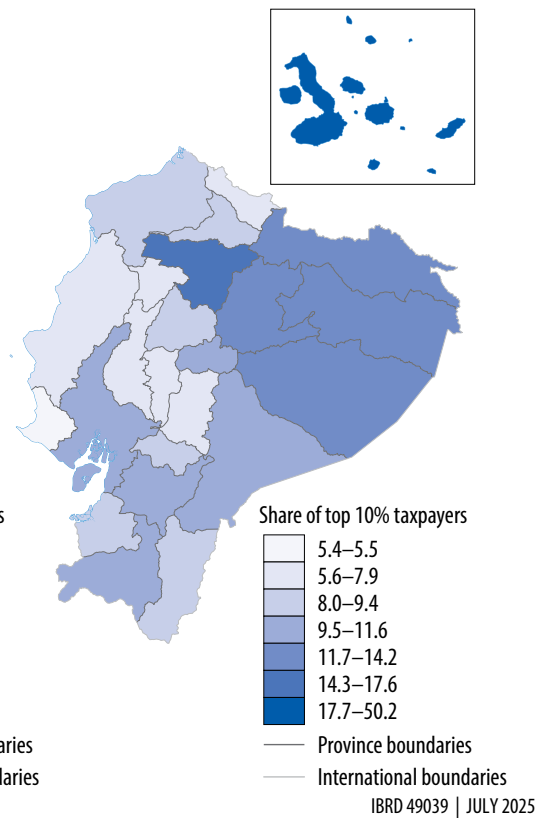 s
Share of top 10% taxpayers
5.4–5.5
5.6–7.9
8.0–9.4
9.5–11.6
11.7–14.2
14.3–17.6
17.7–50.2
aries
Province boundaries
daries
International boundaries
IBRD 49039 | JULY 2025